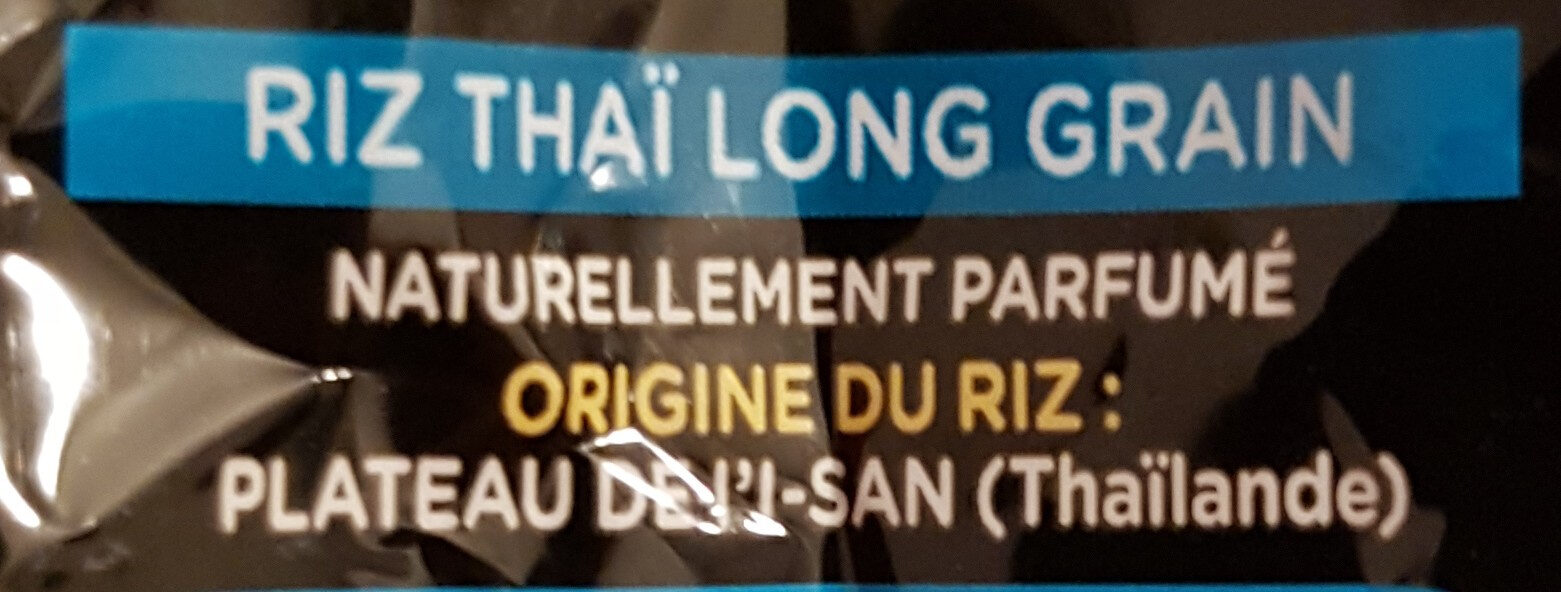 RIZ THAÏ LONG GRAIN
NATURELLEMENT PARFUMÉ
ORIGINE DU RIZ :
PLATEAU DE L'I-SAN (Thaïlande)